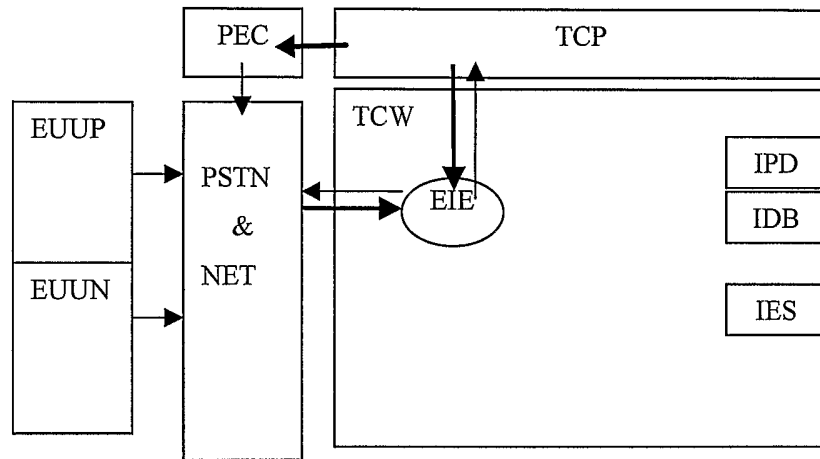 PEC
TCP
EUUP
PSTN
&
NET
EUUN
TCW
EIE
IPD
IDB
IES